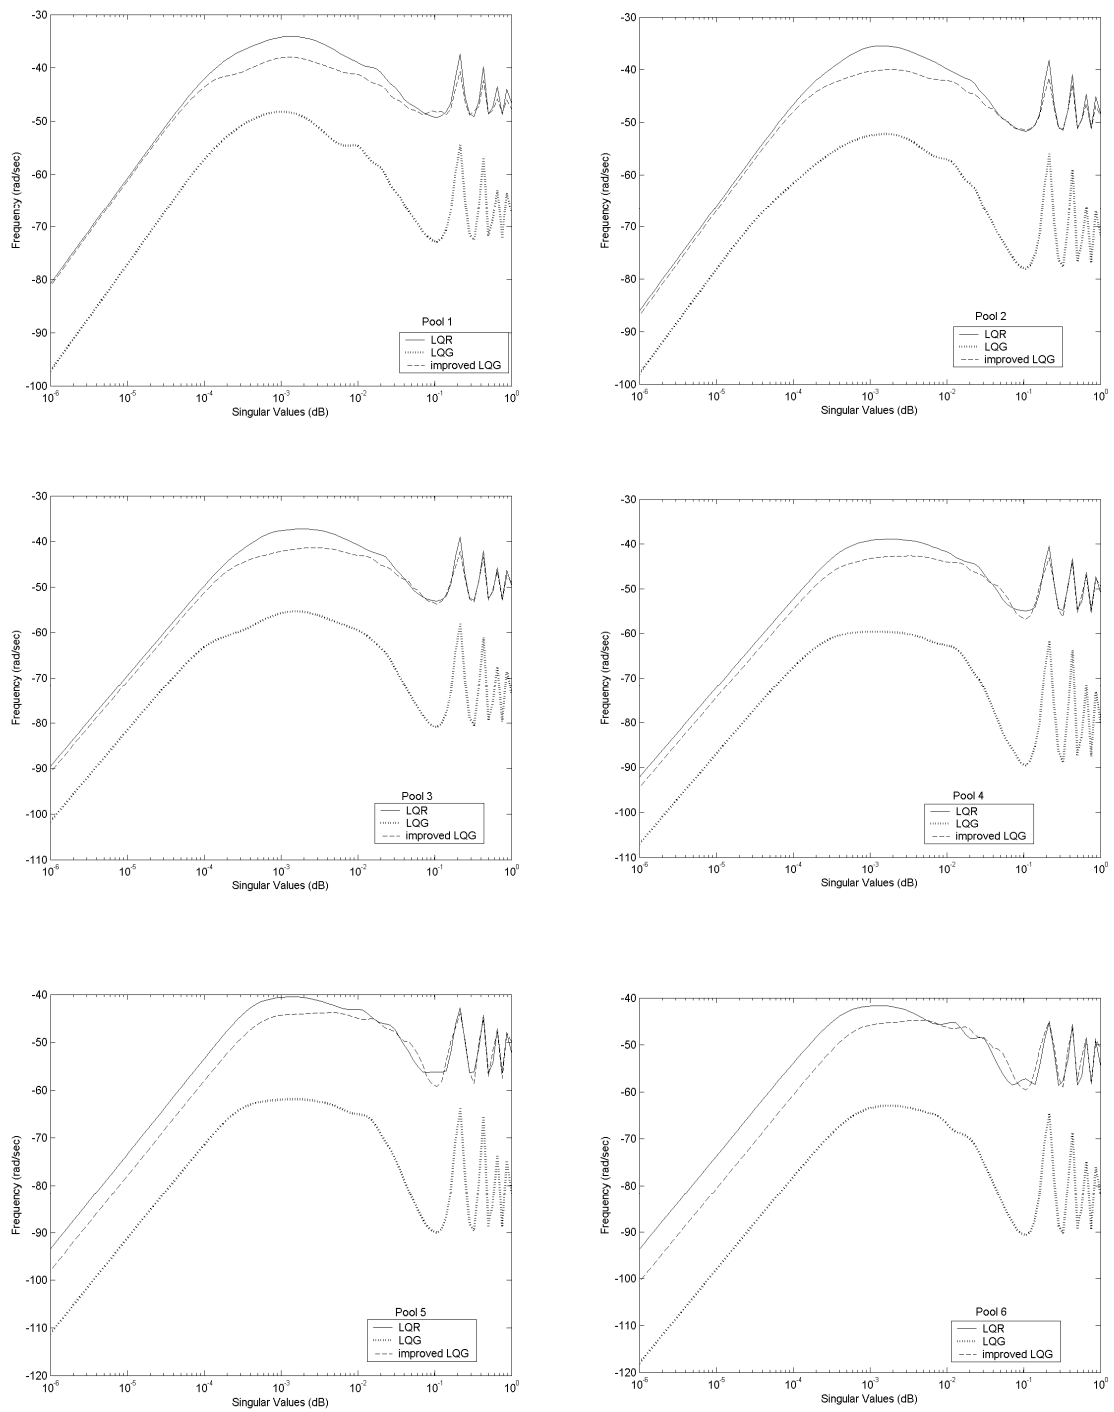 -30
-40
-50
-60
-70
-80
-90
-100
Frequency (rad/sec)
10^-6 10^-5 10^-4 10^-3 10^-2 10^-1 10^0
Singular Values (dB)
Pool 1
LQR
LQG
improved LQG
-30
-40
-50
-60
-70
-80
-90
-100
Frequency (rad/sec)
10^-6 10^-5 10^-4 10^-3 10^-2 10^-1 10^0
Singular Values (dB)
Pool 2
LQR
LQG
improved LQG
-30
-40
-50
-60
-70
-80
-90
-100
-110
Frequency (rad/sec)
10^-6 10^-5 10^-4 10^-3 10^-2 10^-1 10^0
Singular Values (dB)
Pool 3
LQR
LQG
improved LQG
-30
-40
-50
-60
-70
-80
-90
-100
-110
Frequency (rad/sec)
10^-6 10^-5 10^-4 10^-3 10^-2 10^-1 10^0
Singular Values (dB)
Pool 4
LQR
LQG
improved LQG
-40
-50
-60
-70
-80
-90
-100
-110
-120
Frequency (rad/sec)
10^-6 10^-5 10^-4 10^-3 10^-2 10^-1 10^0
Singular Values (dB)
Pool 5
LQR
LQG
improved LQG
-40
-50
-60
-70
-80
-90
-100
-110
-120
Frequency (rad/sec)
10^-6 10^-5 10^-4 10^-3 10^-2 10^-1 10^0
Singular Values (dB)
Pool 6
LQR
LQG
improved LQG